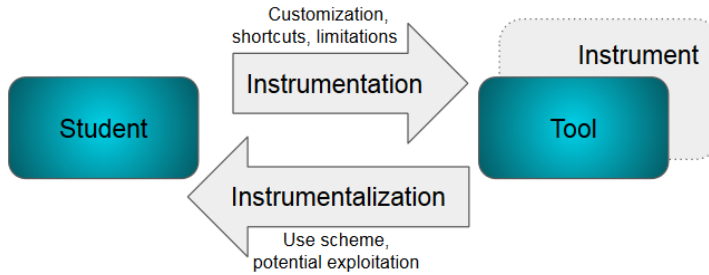 Customization,
shortcuts, limitations
Instrumentation
Instrument
Student
Tool
Instrumentalization
Use scheme,
potential exploitation